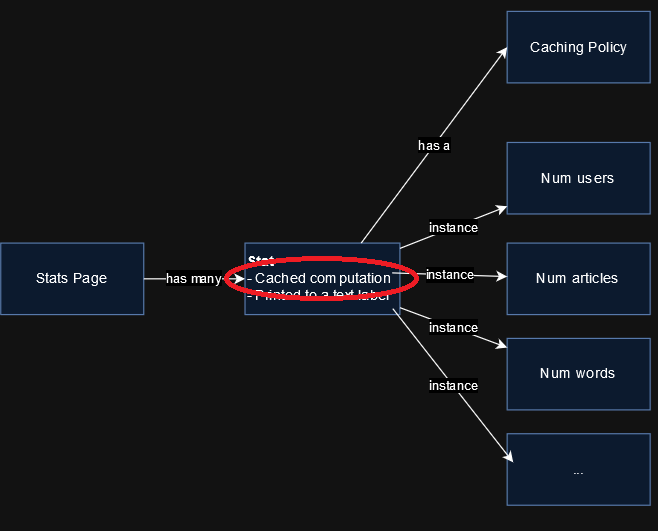 Caching Policy
has a
Num users
instance
Stats Page
has many
Stat
- Cached computation
- Printed to a text label
instance
Num articles
instance
Num words
instance
...